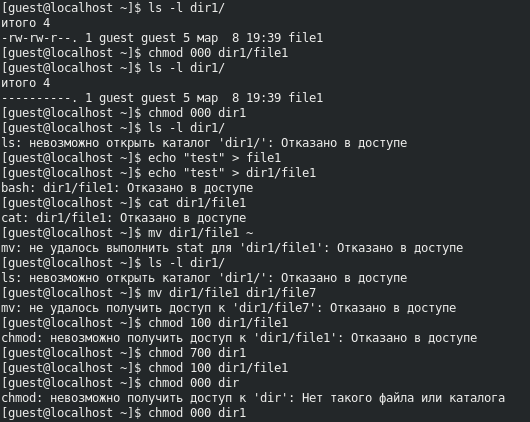 [guest@localhost ~]$ ls -l dir1/
итого 4
-rw-rw-r--. 1 guest guest 5 мар  8 19:39 file1
[guest@localhost ~]$ chmod 000 dir1/file1
[guest@localhost ~]$ ls -l dir1/
итого 4
----------. 1 guest guest 5 мар  8 19:39 file1
[guest@localhost ~]$ chmod 000 dir1
[guest@localhost ~]$ ls -l dir1/
ls: невозможно открыть каталог 'dir1/': Отказано в доступе
[guest@localhost ~]$ echo "test" > file1
[guest@localhost ~]$ echo "test" > dir1/file1
bash: dir1/file1: Отказано в доступе
[guest@localhost ~]$ cat dir1/file1
cat: dir1/file1: Отказано в доступе
[guest@localhost ~]$ mv dir1/file1 ~
mv: не удалось выполнить stat для 'dir1/file1': Отказано в доступе
[guest@localhost ~]$ ls -l dir1/
ls: невозможно открыть каталог 'dir1/': Отказано в доступе
[guest@localhost ~]$ mv dir1/file1 dir1/file7
mv: не удалось получить доступ к 'dir1/file7': Отказано в доступе
[guest@localhost ~]$ chmod 100 dir1/file1
chmod: невозможно получить доступ к 'dir1/file1': Отказано в доступе
[guest@localhost ~]$ chmod 700 dir1
[guest@localhost ~]$ chmod 100 dir1/file1
[guest@localhost ~]$ chmod 000 dir
chmod: невозможно получить доступ к 'dir': Нет такого файла или каталога
[guest@localhost ~]$ chmod 000 dir1